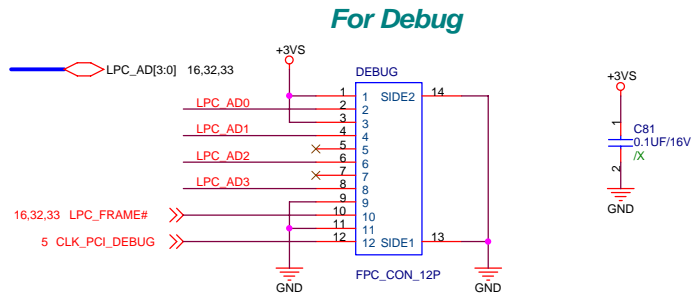 For Debug
+3VS
LPC_AD[3:0] 16,32,33
DEBUG
+3VS
1 1 SIDE2 14
LPC_AD0 2 2
3 3
LPC_AD1 4 4
5 5
LPC_AD2 6 6
7 7
LPC_AD3 8 8
9 9
16,32,33 LPC_FRAME# 10 10
11 11
5 CLK_PCI_DEBUG 12 12 SIDE1 13
FPC_CON_12P
GND
GND
1
C81
0.1UF/16V
/X
2
GND